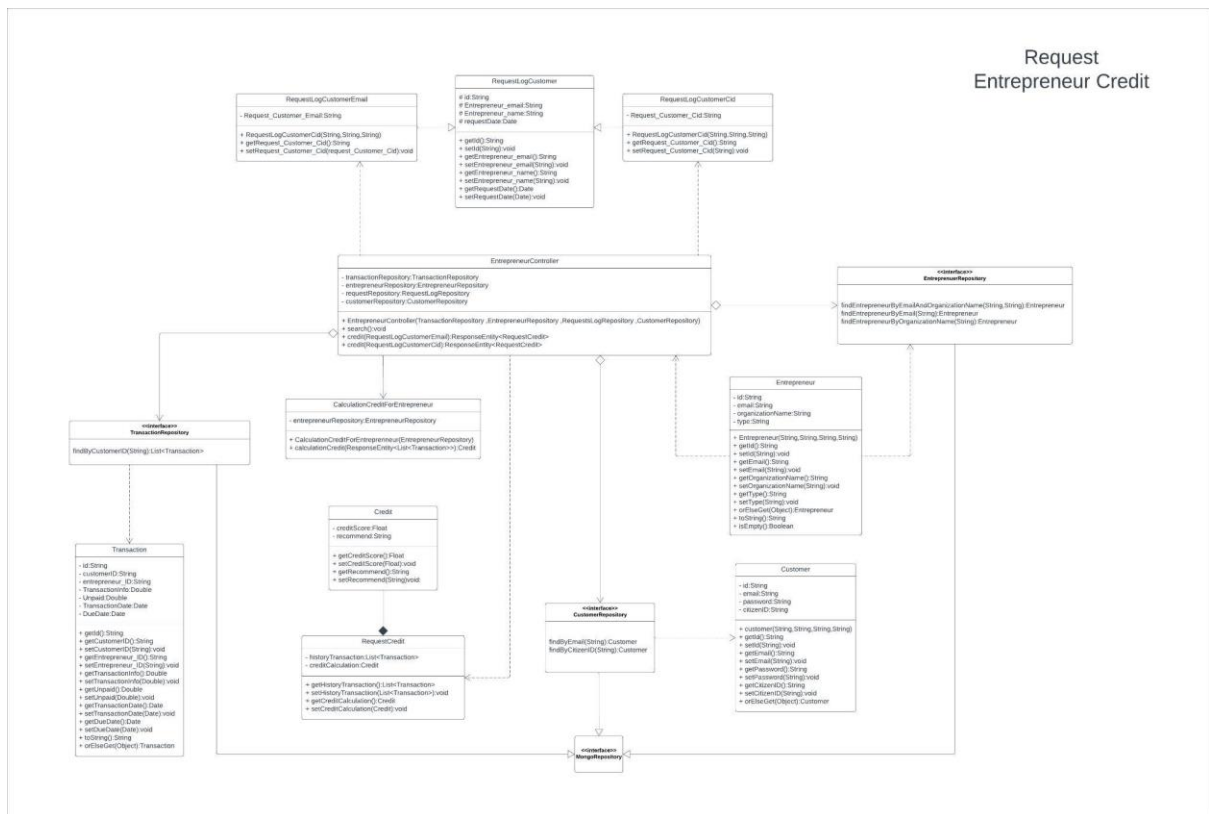 Request
Entrepreneur Credit
RequestLogCustomer
# id:String
# Entrepreneur_email:String
# Entrepreneur_name:String
# requestDate:Date
+ getId():String
+ setId(String):void
+ getEntrepreneur_email():String
+ setEntrepreneur_email(String):void
+ getEntrepreneur_name():String
+ setEntrepreneur_name(String):void
+ getRequestDate():Date
+ setRequestDate(Date):void
RequestLogCustomerEmail
- Request_Customer_Email:String
+ RequestLogCustomerCid(String,String,String)
+ getRequest_Customer_Cid():String
+ setRequest_Customer_Cid(request_Customer_Cid):void
RequestLogCustomerCid
- Request_Customer_Cid:String
+ RequestLogCustomerCid(String,String,String)
+ getRequest_Customer_Cid():String
+ setRequest_Customer_Cid(String):void
EntrepreneurController
- transactionRepository:TransactionRepository
- entrepreneurRepository:EntrepreneurRepository
- requestRepository:RequestLogRepository
- customerRepository:CustomerRepository
+ EntrepreneurController(TransactionRepository ,EntrepreneurRepository ,RequestsLogRepository ,CustomerRepository)
+ search():void
+ credit(RequestLogCustomerEmail):ResponseEntity<RequestCredit>
+ credit(RequestLogCustomerCid):ResponseEntity<RequestCredit>
<<interface>>
EntreprenuerRepository
findEntrepreneurByEmailAndOrganizationName(String,String):Entrepreneur
findEntrepreneurByEmail(String):Entrepreneur
findEntrepreneurByOrganizationName(String):Entrepreneur
Entrepreneur
- id:String
- email:String
- organizationName:String
- type:String
+ Entrepreneur(String,String,String,String)
+ getId():String
+ setId(String):void
+ getEmail():String
+ setEmail(String):void
+ getOrganizationName():String
+ setOrganizationName(String):void
+ getType():String
+ setType(String):void
+ orElseGet(Object):Entrepreneur
+ toString():String
+ isEmpty():Boolean
CalculationCreditForEntrepreneur
- entrepreneurRepository:EntrepreneurRepository
+ CalculationCreditForEntreprenneur(EntrepreneurRepository)
+ calculationCredit(ResponseEntity<List<Transaction>>):Credit
<<interface>>
TransactionRepository
findByCustomerID(String):List<Transaction>
Credit
- creditScore:Float
- recommend:String
+ getCreditScore():Float
+ setCreditScore(Float):void
+ getRecommend():String
+ setRecommend(String)void
Transaction
- id:String
- customerID:String
- entrepreneur_ID:String
- TransactionInfo:Double
- Unpaid:Double
- TransactionDate:Date
- DueDate:Date
+ getId():String
+ getCustomerID():String
+ setCustomerID(String):void
+ getEntrepreneur_ID():String
+ setEntrepreneur_ID(String):void
+ getTransactionInfo():Double
+ setTransactionInfo(Double):void
+ getUnpaid():Double
+ setUnpaid(Double):void
+ getTransactionDate():Date
+ setTransactionDate(Date):void
+ getDueDate():Date
+ setDueDate(Date):void
+ toString():String
+ orElseGet(Object):Transaction
RequestCredit
- historyTransaction:List<Transaction>
- creditCalculation:Credit
+ getHistoryTransaction():List<Transaction>
+ setHistoryTransaction(List<Transaction>):void
+ getCreditCalculation():Credit
+ setCreditCalculation(Credit):void
<<interface>>
CustomerRepository
findByEmail(String):Customer
findByCitizenID(String):Customer
Customer
- id:String
- email:String
- password:String
- citizenID:String
+ customer(String,String,String,String)
+ getId():String
+ setId(String):void
+ getEmail():String
+ setEmail(String):void
+ getPassword():String
+ setPassword(String):void
+ getCitizenID():String
+ setCitizenID(String):void
+ orElseGet(Object):Customer
<<interface>>
MongoRepository